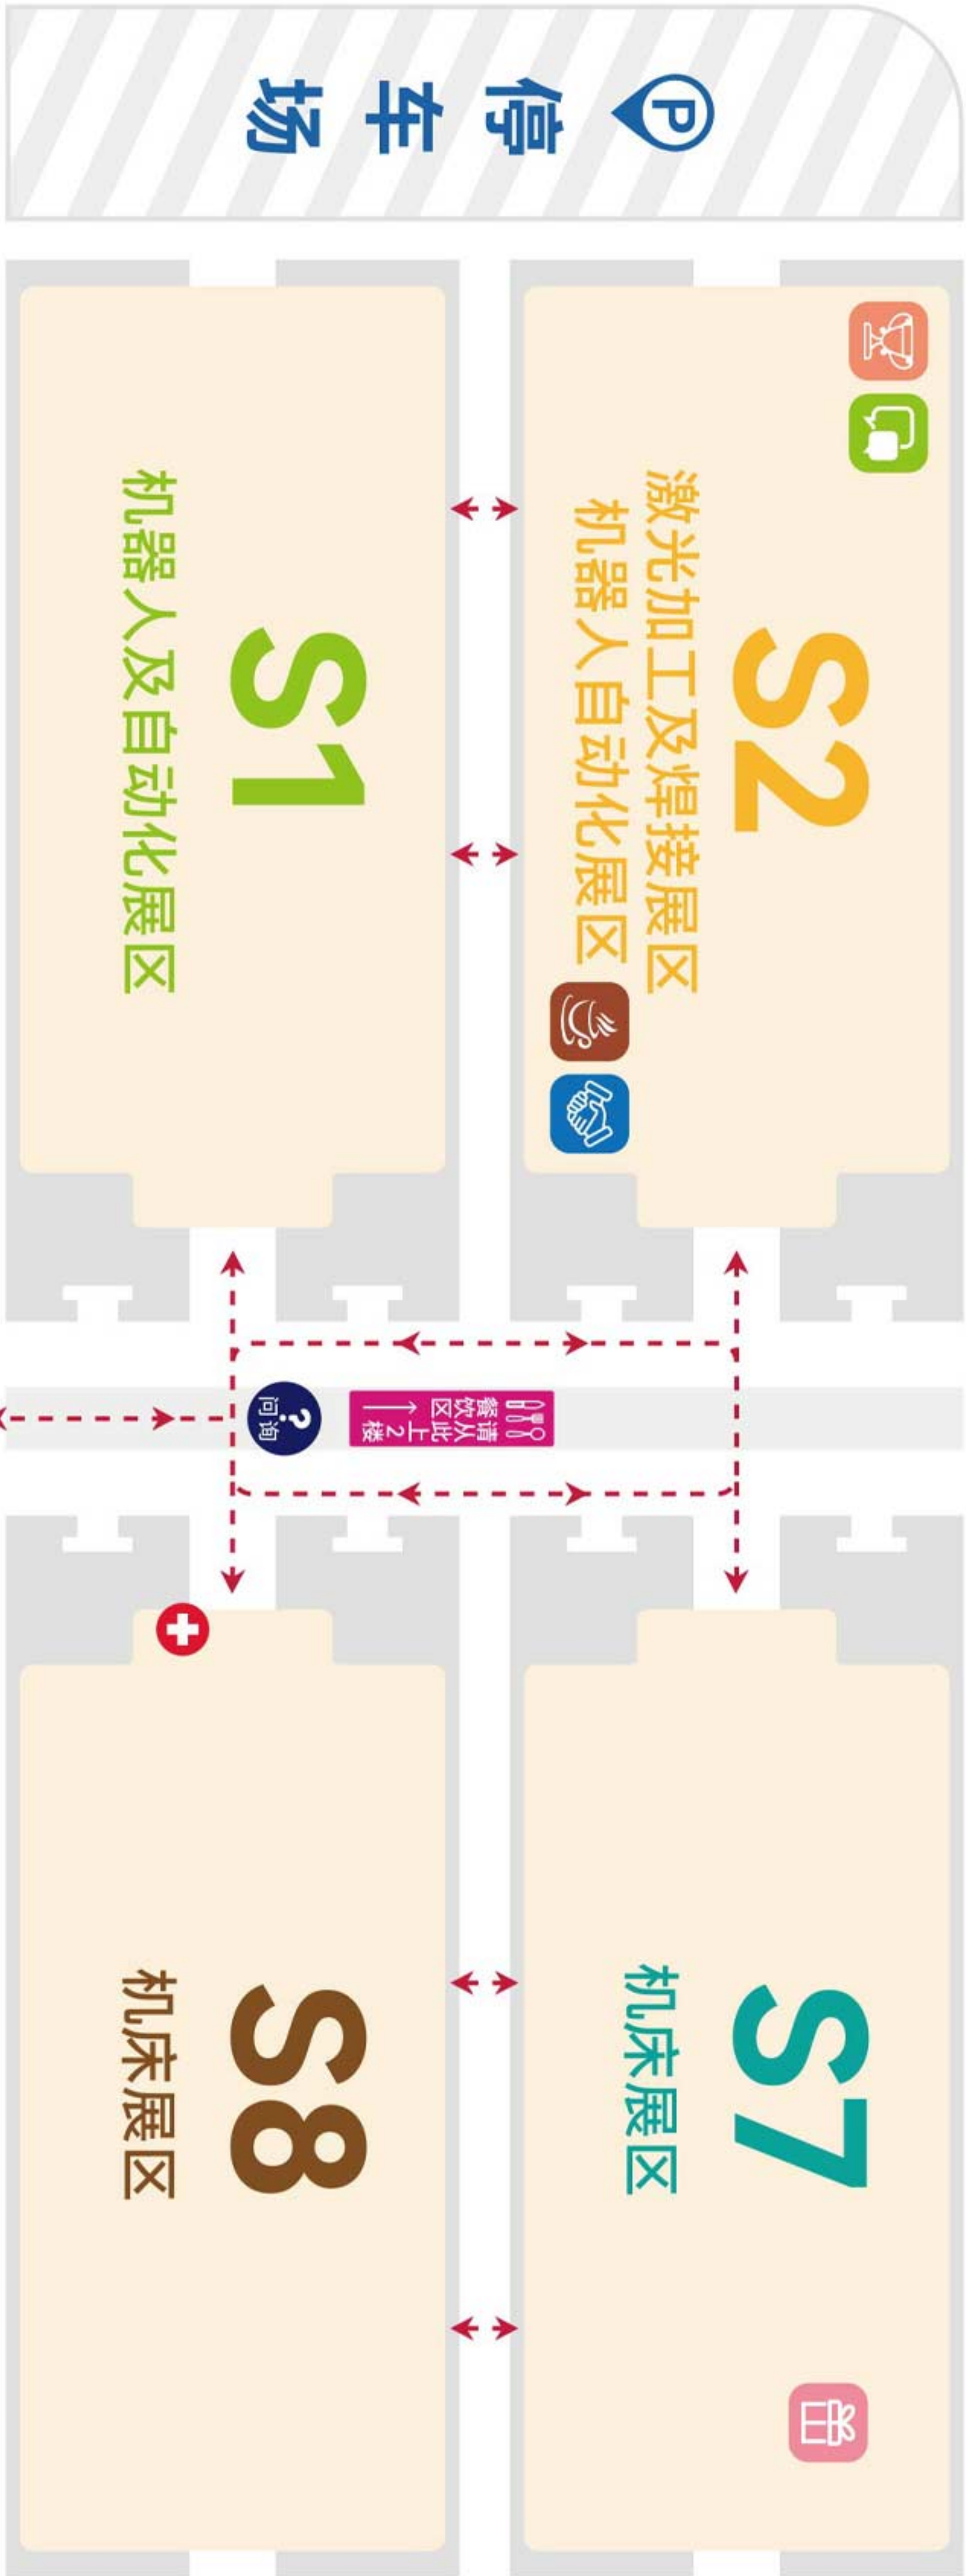 P 停车场
S2
激光加工及焊接展区
机器人自动化展区
S7
机床展区
S1
机器人及自动化展区
S8
机床展区
餐饮区
请从此上2楼
?
问询